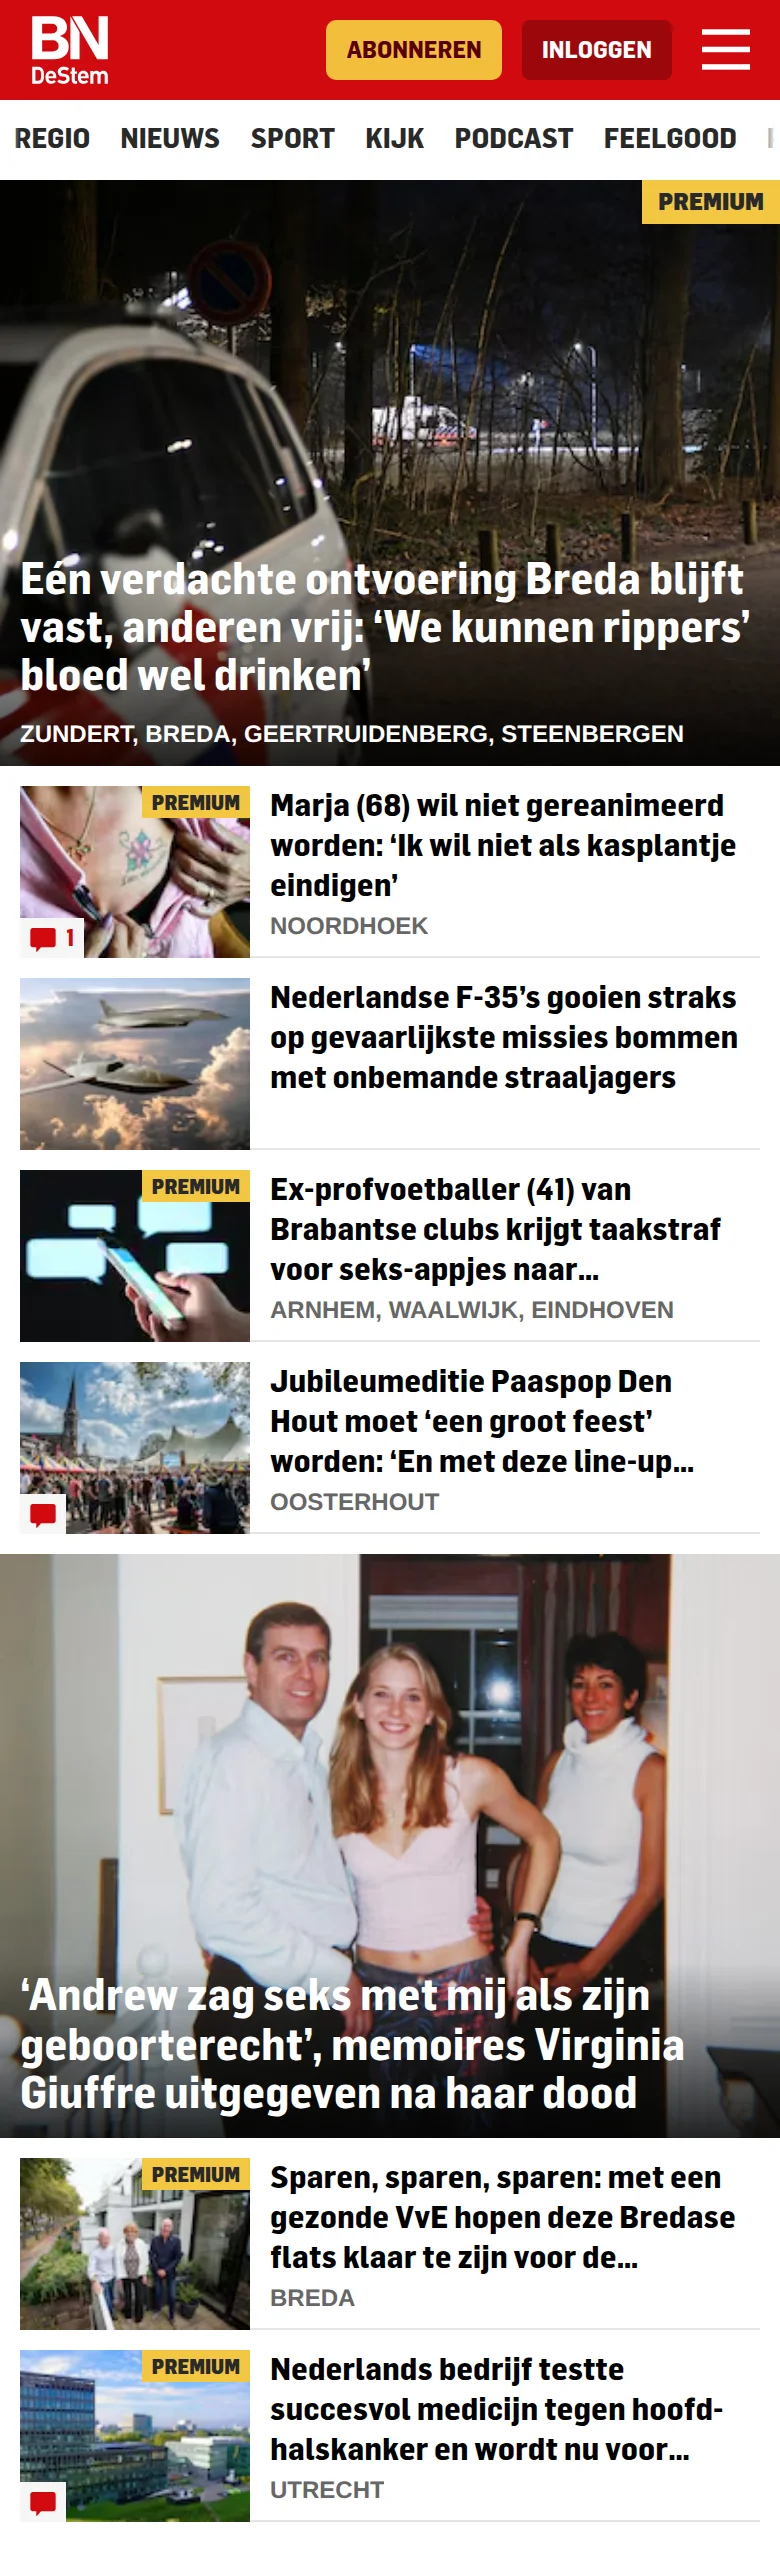 BN
DeStem
ABONNEREN
INLOGGEN
REGIO NIEUWS SPORT KIJK PODCAST FEELGOOD
PREMIUM
Eén verdachte ontvoering Breda blijft
vast, anderen vrij: ‘We kunnen rippers’
bloed wel drinken’
ZUNDERT, BREDA, GEERTRUIDENBERG, STEENBERGEN
PREMIUM
1
Marja (68) wil niet gereanimeerd
worden: ‘Ik wil niet als kasplantje
eindigen’
NOORDHOEK
Nederlandse F-35’s gooien straks
op gevaarlijkste missies bommen
met onbemande straaljagers
PREMIUM
Ex-profvoetballer (41) van
Brabantse clubs krijgt taakstraf
voor seks-appjes naar...
ARNHEM, WAALWIJK, EINDHOVEN
Jubileumeditie Paaspop Den
Hout moet ‘een groot feest’
worden: ‘En met deze line-up...
OOSTERHOUT
‘Andrew zag seks met mij als zijn
geboorterecht’, memoires Virginia
Giuffre uitgegeven na haar dood
PREMIUM
Sparen, sparen, sparen: met een
gezonde VvE hopen deze Bredase
flats klaar te zijn voor de...
BREDA
PREMIUM
Nederlands bedrijf testte
succesvol medicijn tegen hoofd-
halskanker en wordt nu voor...
UTRECHT